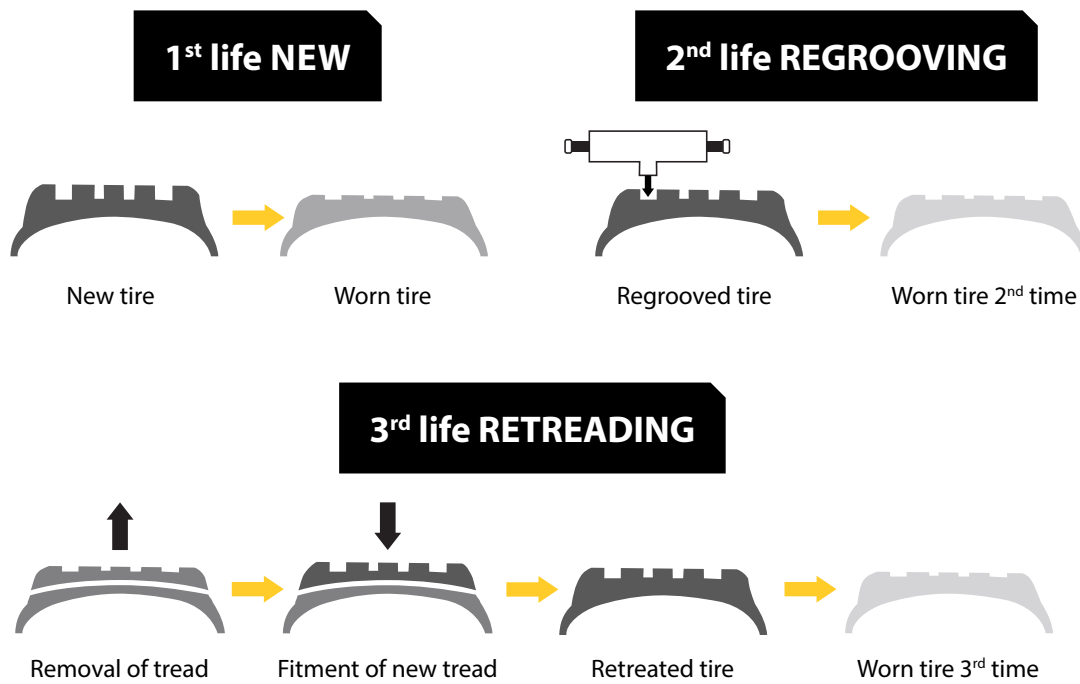 1st life NEW
2nd life REGROOVING
New tire
Worn tire
Regrooved tire
Worn tire 2nd time
3rd life RETREADING
Removal of tread
Fitment of new tread
Retreated tire
Worn tire 3rd time